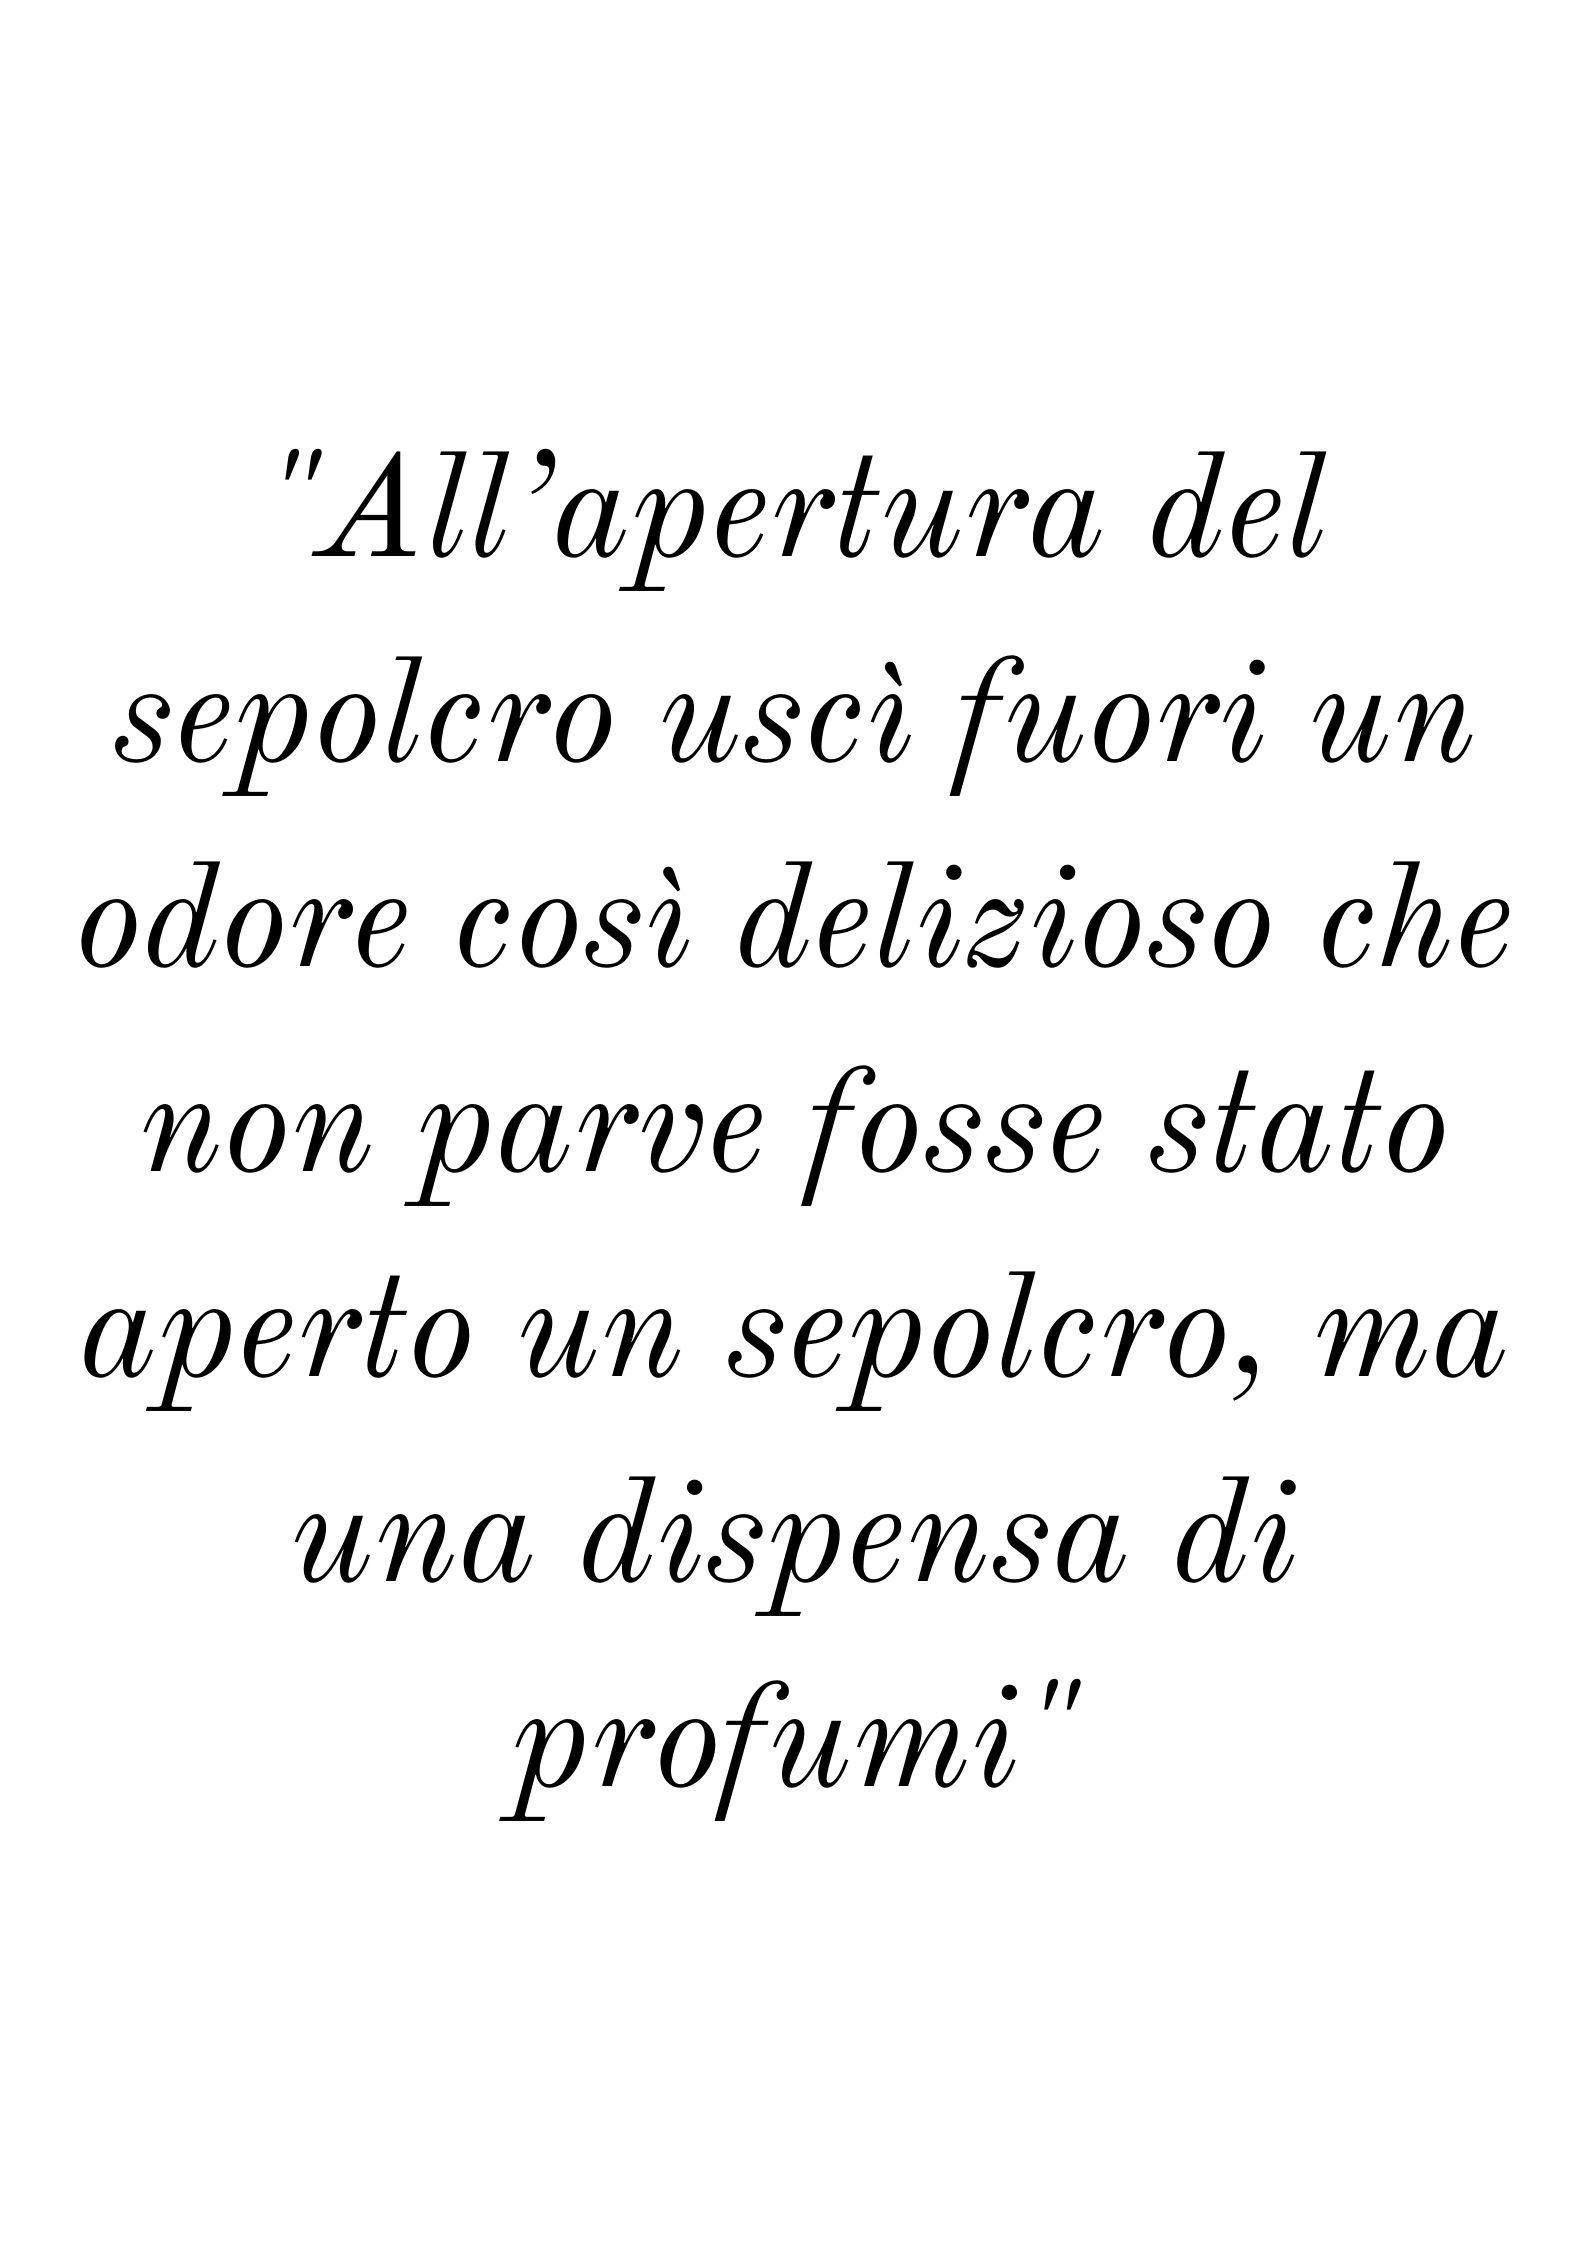 "All’apertura del
sepolcro uscì fuori un
odore così delizioso che
non parve fosse stato
aperto un sepolcro, ma
una dispensa di
profumi"